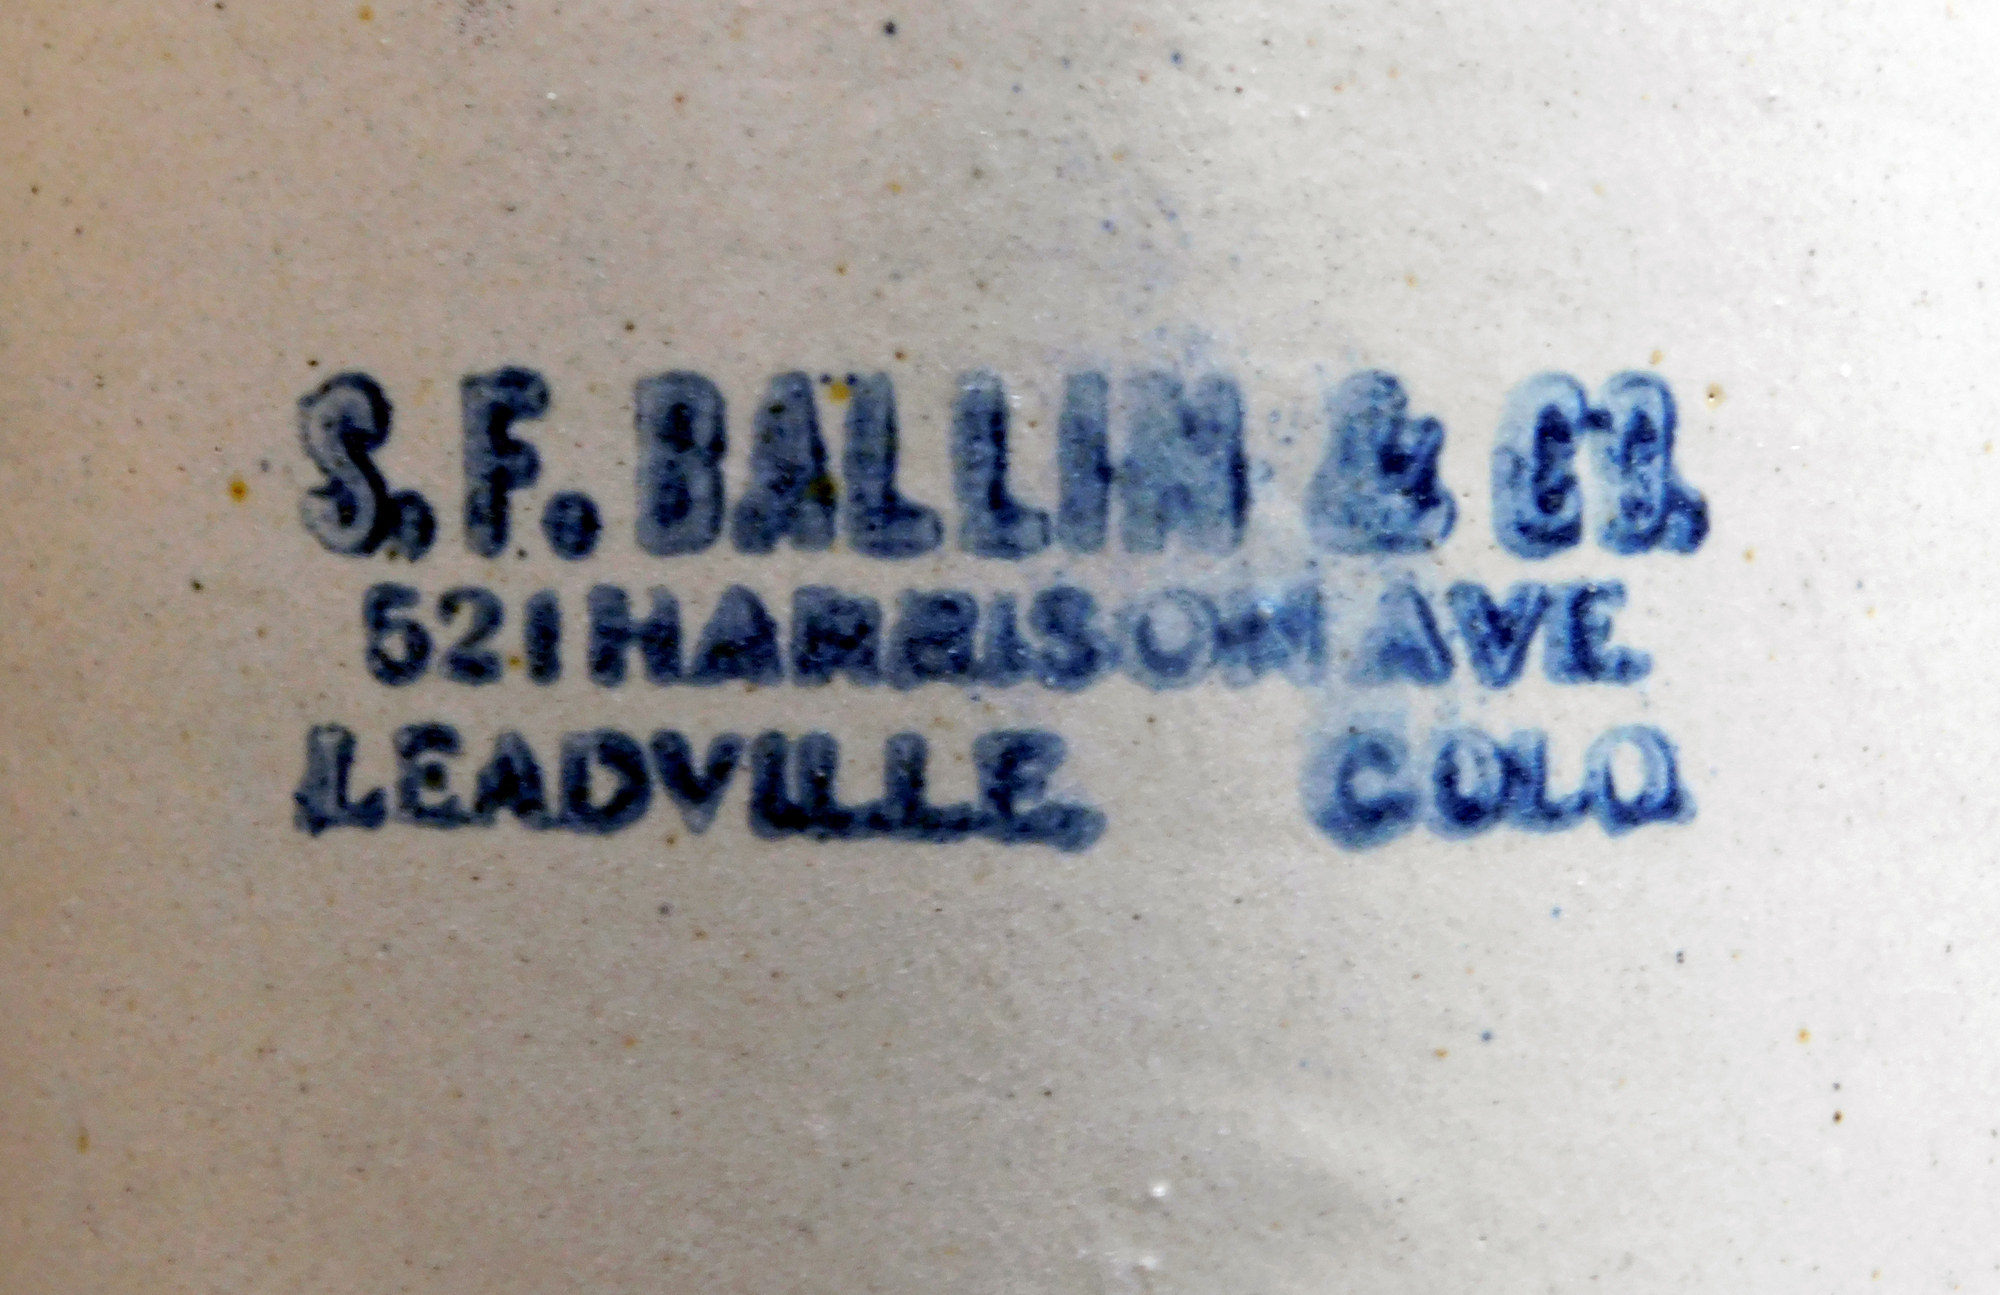 S. F. BALLIN & CO.
521 HARRISON AVE.
LEADVILLE COLO